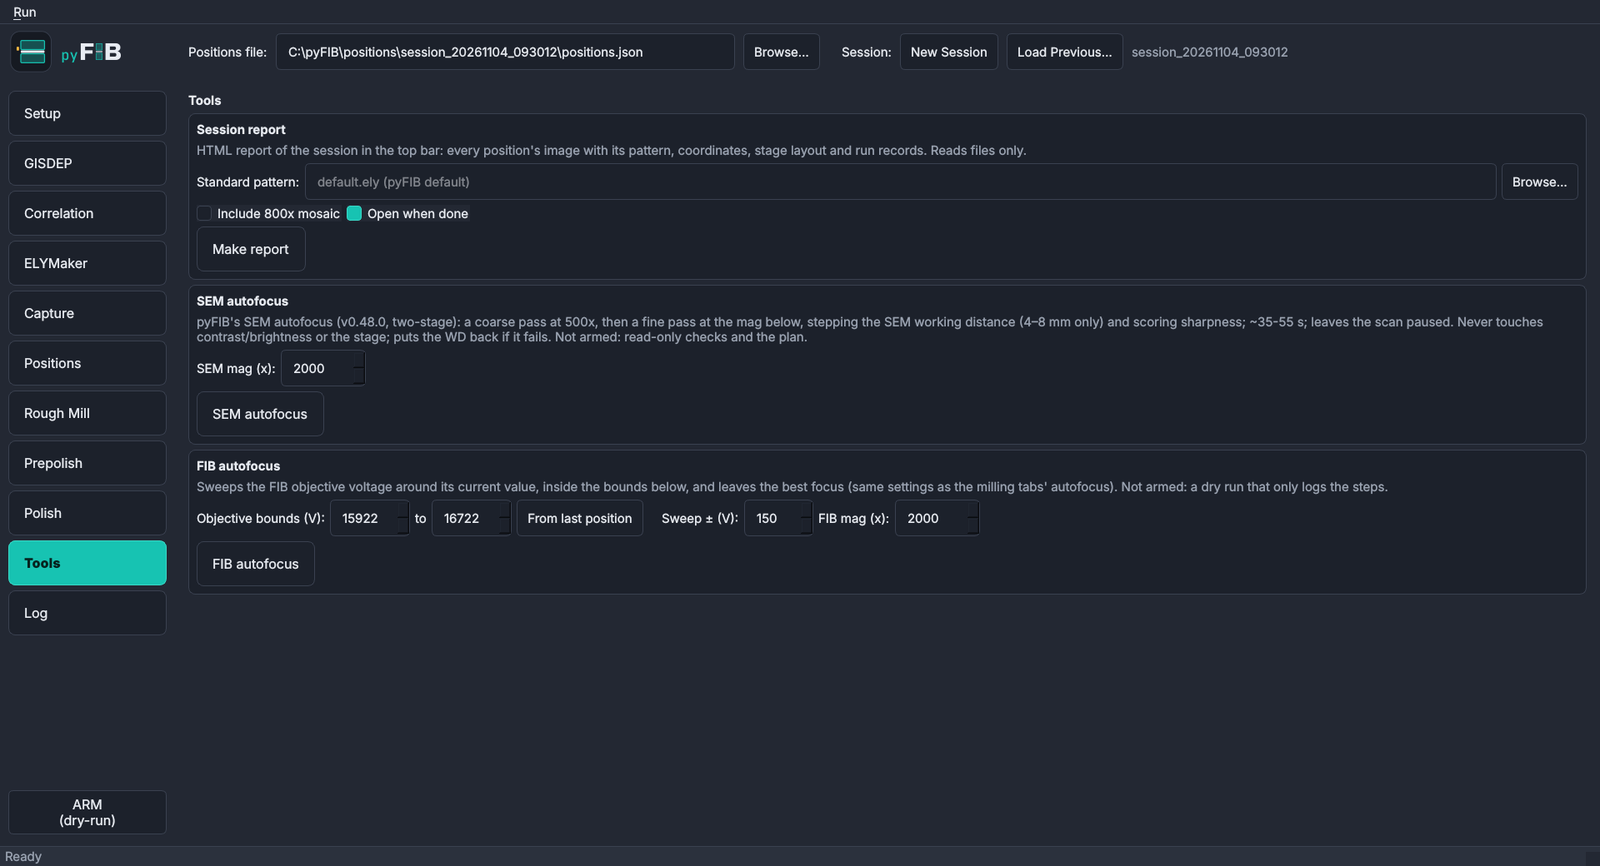 Run
pyFIB
Positions file: C:\pyFIB\positions\session_20261104_093012\positions.json Browse... Session: New Session Load Previous... session_20261104_093012
Setup
GISDEP
Correlation
ELYMaker
Capture
Positions
Rough Mill
Prepolish
Polish
Tools
Log
ARM
(dry-run)
Tools
Session report
HTML report of the session in the top bar: every position's image with its pattern, coordinates, stage layout and run records. Reads files only.
Standard pattern: default.ely (pyFIB default) Browse...
Include 800x mosaic Open when done
Make report
SEM autofocus
pyFIB's SEM autofocus (v0.48.0, two-stage): a coarse pass at 500x, then a fine pass at the mag below, stepping the SEM working distance (4–8 mm only) and scoring sharpness; ~35-55 s; leaves the scan paused. Never touches
contrast/brightness or the stage; puts the WD back if it fails. Not armed: read-only checks and the plan.
SEM mag (x): 2000
SEM autofocus
FIB autofocus
Sweeps the FIB objective voltage around its current value, inside the bounds below, and leaves the best focus (same settings as the milling tabs' autofocus). Not armed: a dry run that only logs the steps.
Objective bounds (V): 15922 to 16722 From last position Sweep ± (V): 150 FIB mag (x): 2000
FIB autofocus
Ready